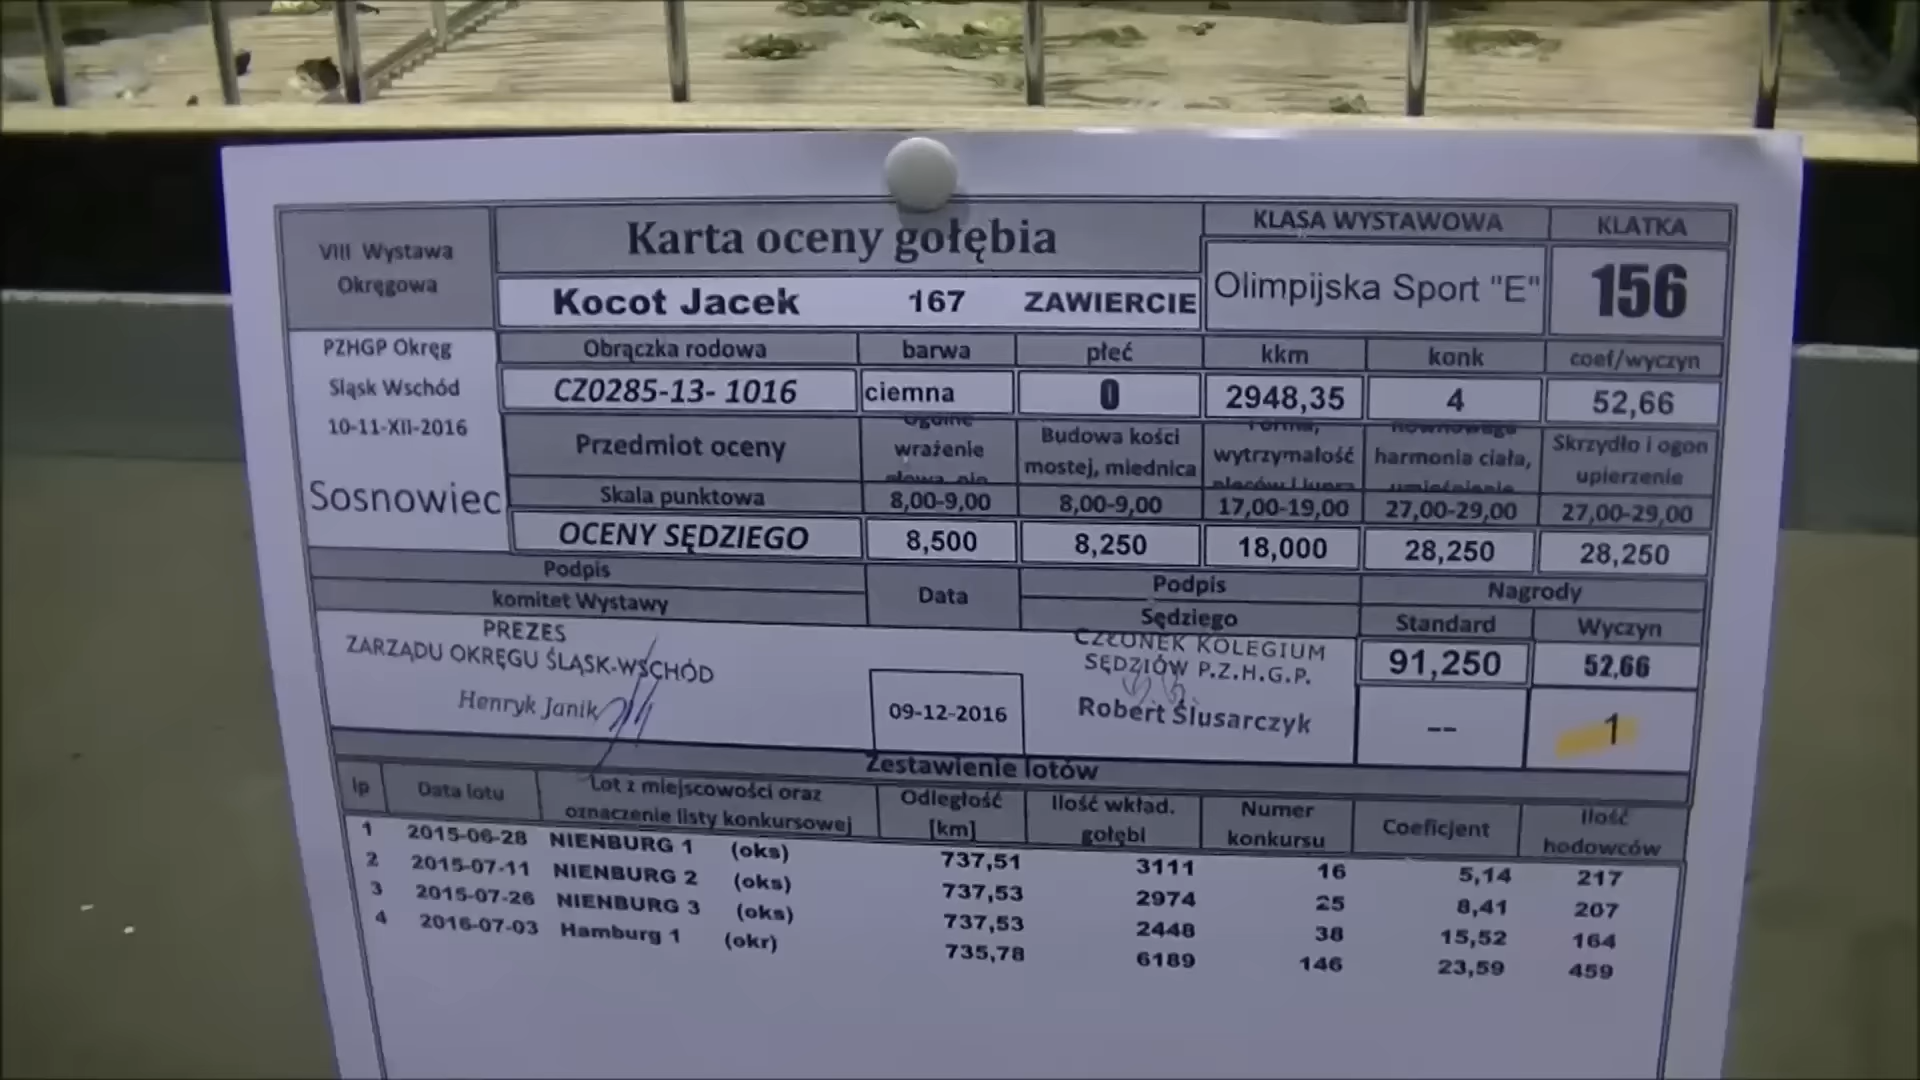 VIII Wystawa
Okręgowa
Karta oceny gołębia
KLASA WYSTAWOWA
KLATKA
Kocot Jacek 167 ZAWIERCIE
Olimpijska Sport "E"
156
PZHGP Okręg
Śląsk Wschód
10-11-XII-2016
Sosnowiec
Obrączka rodowa barwa płeć kkm konk coef/wyczyn
CZ0285-13- 1016 ciemna 0 2948,35 4 52,66
Przedmiot oceny
Ogólne
wrażenie
Budowa kości
mostej, miednica
Forma,
wytrzymałość
pleców i kupra
Równowaga
harmonia ciała,
umięśnienie
Skrzydło i ogon
upierzenie
Skala punktowa 8,00-9,00 8,00-9,00 17,00-19,00 27,00-29,00 27,00-29,00
OCENY SĘDZIEGO 8,500 8,250 18,000 28,250 28,250
Podpis
komitet Wystawy
Data
Podpis
Sędziego
Nagrody
Standard Wyczyn
PREZES
ZARZĄDU OKRĘGU ŚLĄSK-WSCHÓD
Henryk Janik
09-12-2016
CZŁONEK KOLEGIUM
SĘDZIÓW P.Z.H.G.P.
Robert Ślusarczyk
91,250 52,66
-- 1
Zestawienie lotów
lp
Data lotu
Lot z miejscowości oraz
oznaczenie listy konkursowej
Odległość
[km]
Ilość wkład.
gołębi
Numer
konkursu
Coeficjent
Ilość
hodowców
1 2015-06-28 NIENBURG 1 (oks) 737,51 3111 16 5,14 217
2 2015-07-11 NIENBURG 2 (oks) 737,53 2974 25 8,41 207
3 2015-07-26 NIENBURG 3 (oks) 737,53 2448 38 15,52 164
4 2016-07-03 Hamburg 1 (okr) 735,78 6189 146 23,59 459